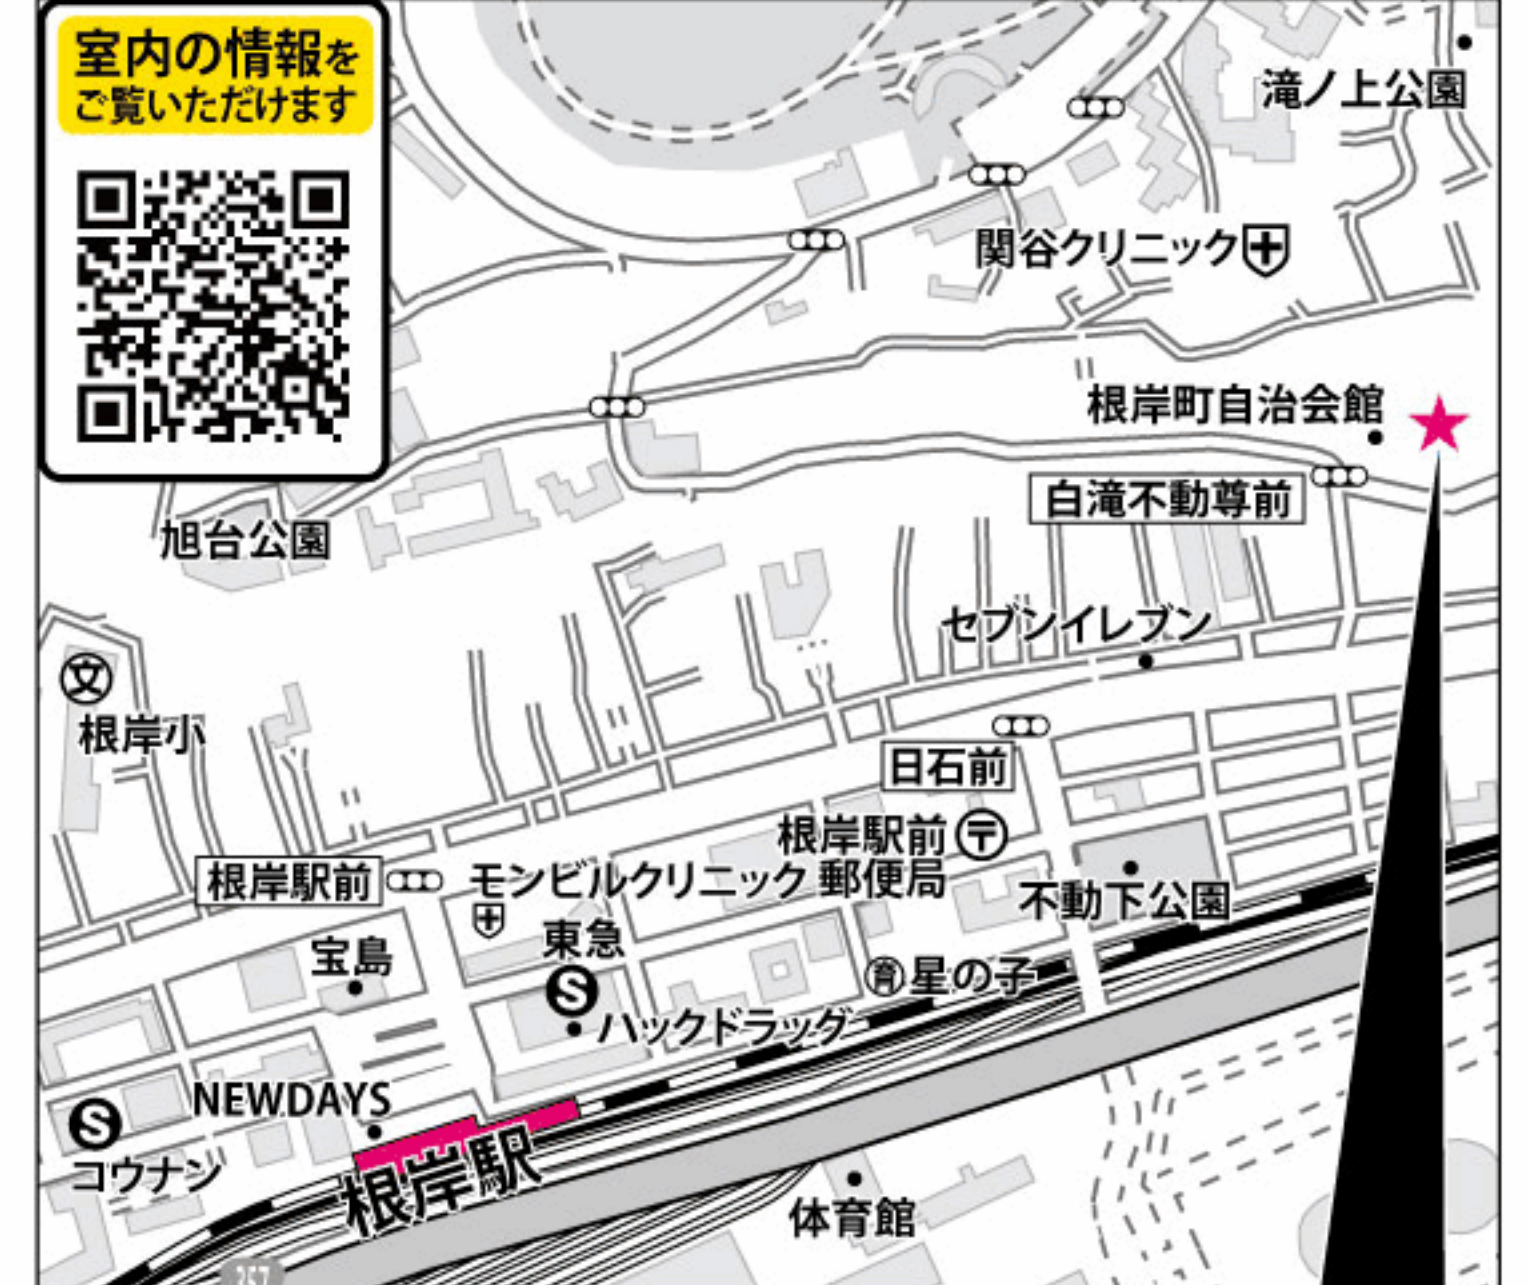 室内の情報を
ご覧いただけます
滝ノ上公園
関谷クリニック
根岸町自治会館
白滝不動尊前
旭台公園
セブンイレブン
文
根岸小
日石前
根岸駅前
郵便局
根岸駅前
モンビルクリニック
不動下公園
東急
宝島
S
育 星の子
ハックドラッグ
NEWDAYS
S
コウナン
根岸駅
体育館
357